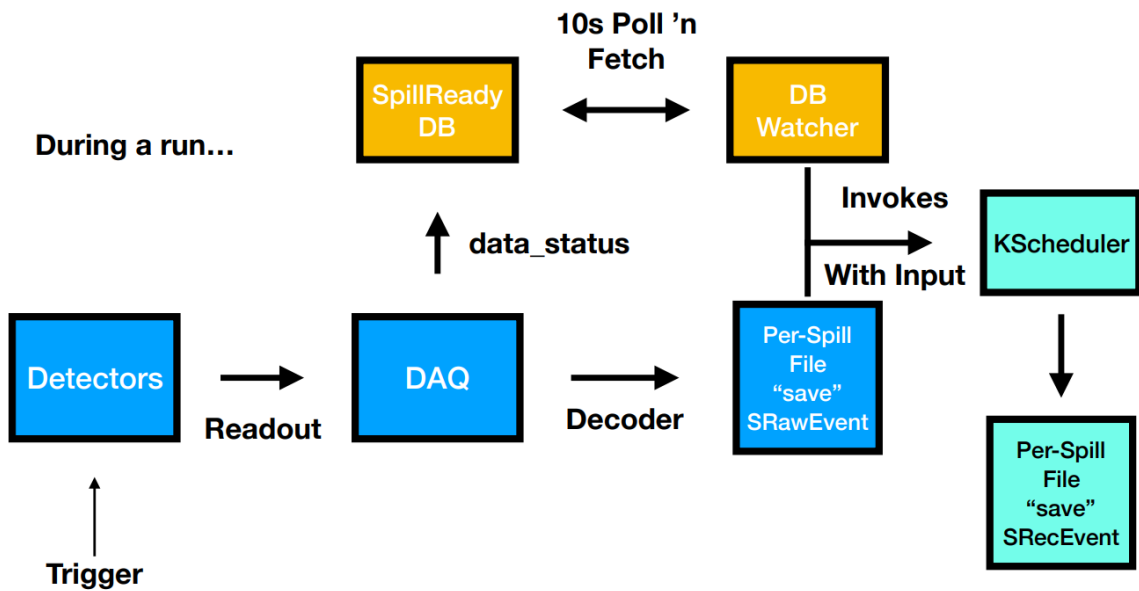 10s Poll ’n
Fetch
SpillReady
DB
DB
Watcher
During a run…
Invokes
data_status
KScheduler
With Input
Detectors
DAQ
Per-Spill
File
“save”
SRawEvent
Readout
Decoder
Per-Spill
File
“save”
SRecEvent
Trigger